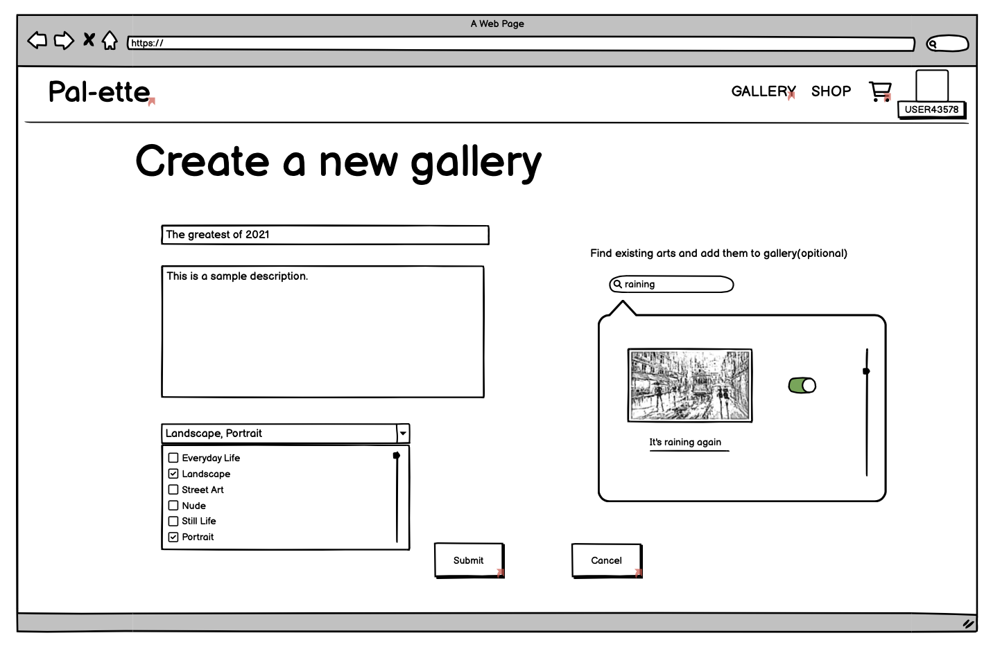 A Web Page
https://
Pal-ette
GALLERY
SHOP
USER43578
Create a new gallery
The greatest of 2021
This is a sample description.
Landscape, Portrait
Everyday Life
Landscape
Street Art
Nude
Still Life
Portrait
Find existing arts and add them to gallery(opitional)
raining
It's raining again
Submit
Cancel